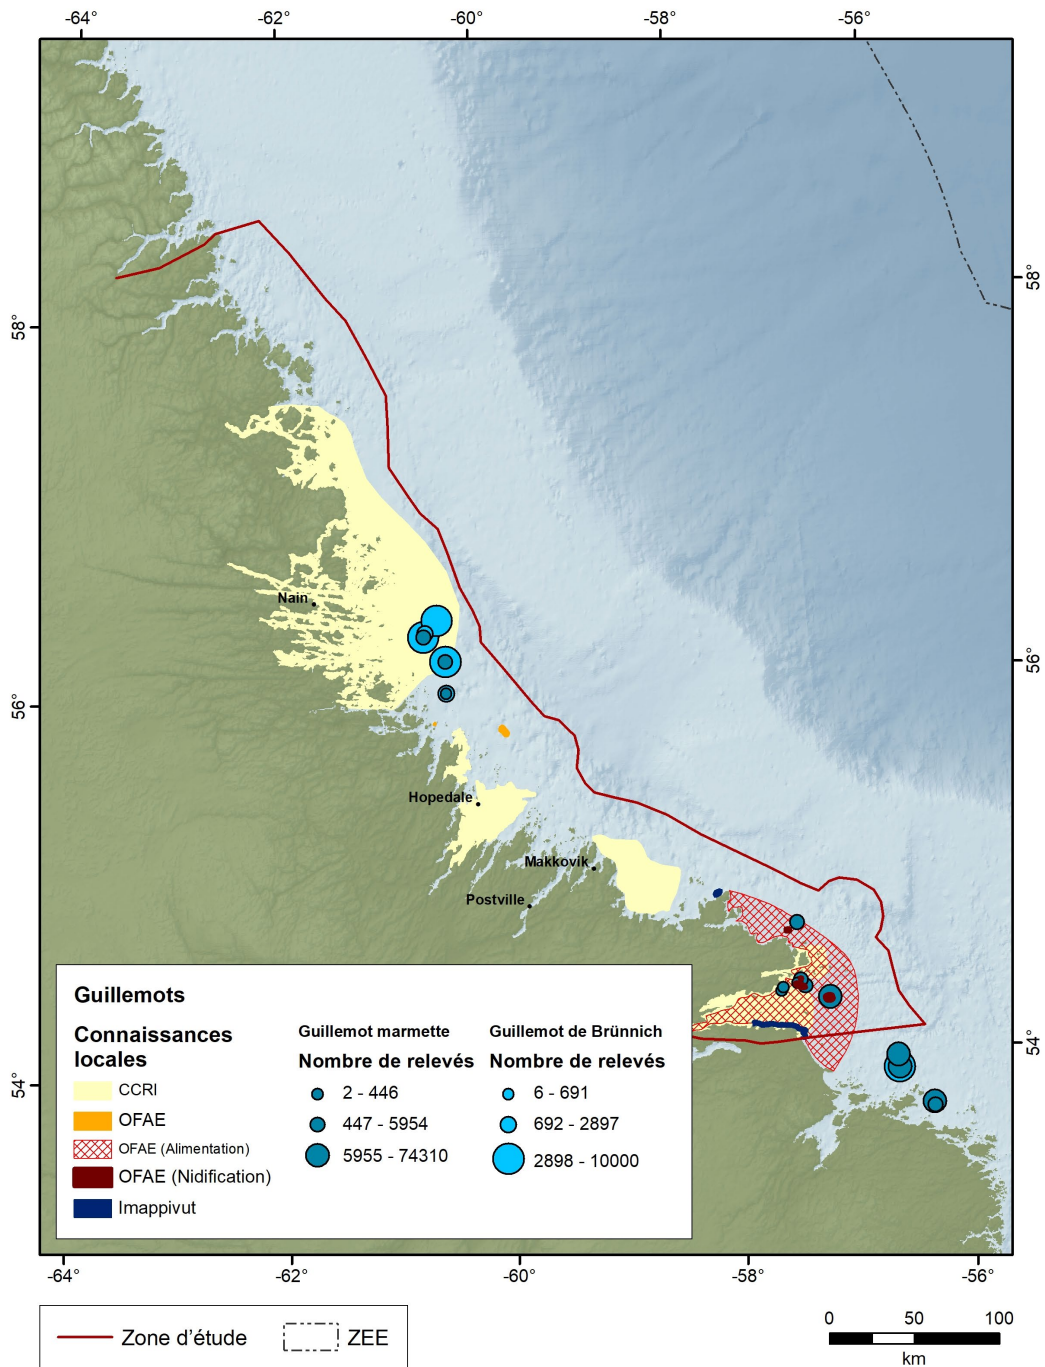 -64°
-62°
-60°
-58°
-56°
58°
58°
Nain
56°
56°
Hopedale
Makkovik
Postville
54°
54°
Guillemots
Connaissances
locales
CCRI
OFAE
OFAE (Alimentation)
OFAE (Nidification)
Imappivut
Guillemot marmette
Nombre de relevés
2 - 446
447 - 5954
5955 - 74310
Guillemot de Brünnich
Nombre de relevés
6 - 691
692 - 2897
2898 - 10000
-64°
-62°
-60°
-58°
-56°
Zone d'étude
ZEE
0 50 100
km